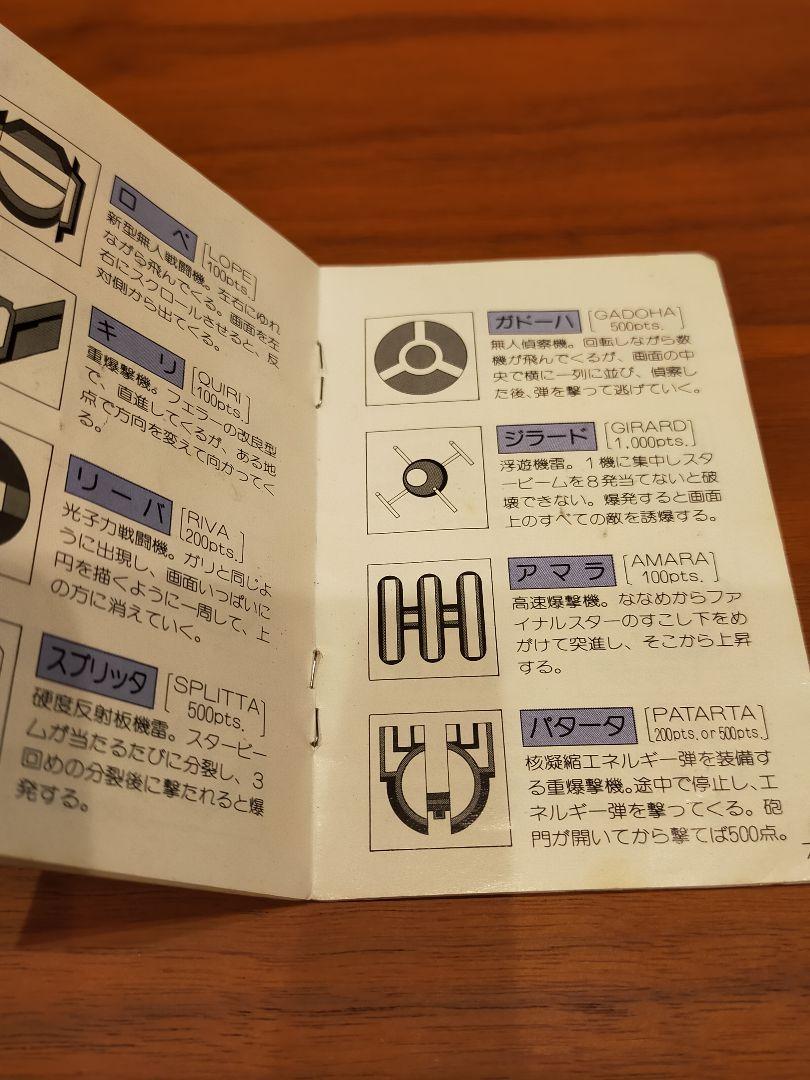 ロペ
[LOPE]
100pts.
新型無人戦闘機。左右にゆれ
ながら飛んでくる。画面を左
右にスクロールさせると、反
対側から出てくる。
キリ
[QUIRI]
100pts.
重爆撃機。フェラーの改良型
で、直進してくるが、ある地
点で方向を変えて向かってく
る。
リーバ
[RIVA]
200pts.
光子力戦闘機。ガリと同じよ
うに出現し、画面いっぱいに
円を描くように一周して、上
の方に消えていく。
スプリッタ
[SPLITTA]
500pts.
硬度反射板機雷。スタービー
ムが当たるたびに分裂し、3
回めの分裂後に撃たれると爆
発する。
ガドーハ
[GADOHA]
500pts.
無人偵察機。回転しながら数
機が飛んでくるが、画面の中
央で横に一列に並び、偵察し
た後、弾を撃って逃げていく。
ジラード
[GIRARD]
1,000pts.
浮遊機雷。1機に集中しスタ
ービームを8発当てないと破
壊できない。爆発すると画面
上のすべての敵を誘爆する。
アマラ
[AMARA]
100pts.
高速爆撃機。ななめからファ
イナルスターのすこし下をめ
がけて突進し、そこから上昇
する。
パタータ
[PATARTA]
200pts.or 500pts.
核凝縮エネルギー弾を装備す
る重爆撃機。途中で停止し、エ
ネルギー弾を撃ってくる。砲
門が開いてから撃てば500点。